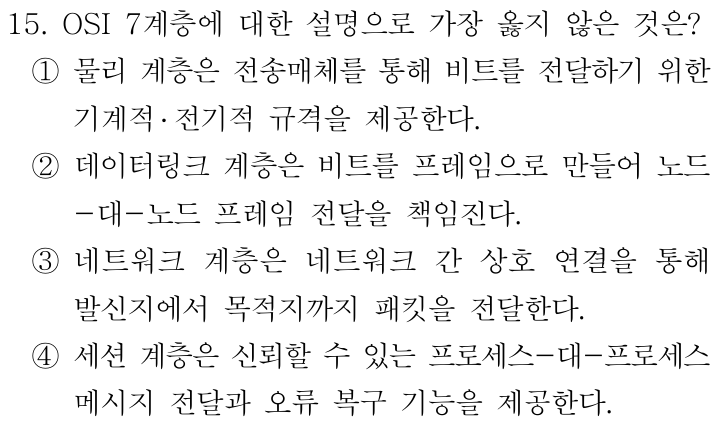 15. OSI 7계층에 대한 설명으로 가장 옳지 않은 것은?
① 물리 계층은 전송매체를 통해 비트를 전달하기 위한
기계적·전기적 규격을 제공한다.
② 데이터링크 계층은 비트를 프레임으로 만들어 노드
-대-노드 프레임 전달을 책임진다.
③ 네트워크 계층은 네트워크 간 상호 연결을 통해
발신지에서 목적지까지 패킷을 전달한다.
④ 세션 계층은 신뢰할 수 있는 프로세스-대-프로세스
메시지 전달과 오류 복구 기능을 제공한다.